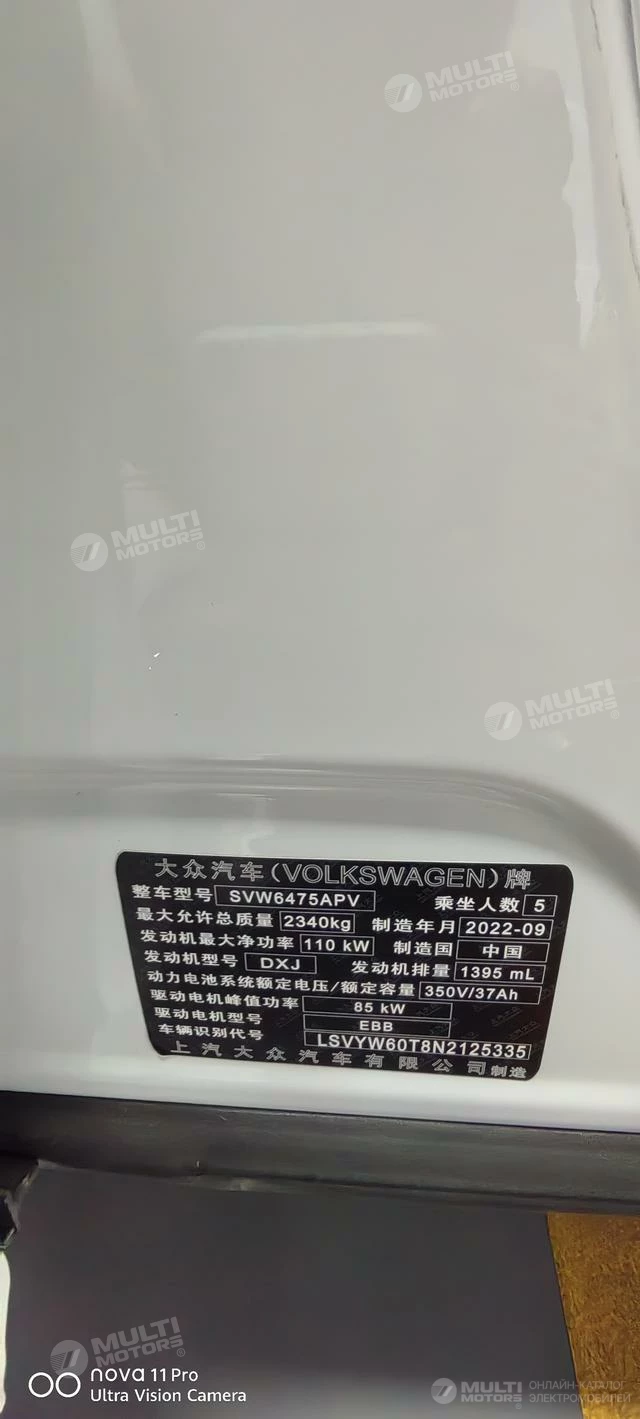 MULTI
MOTORS®
MULTI
MOTORS®
MULTI
MOTORS®
大众汽车(VOLKSWAGEN)牌
整车型号 SVW6475APV 乘坐人数 5
最大允许总质量 2340kg 制造年月 2022-09
发动机最大净功率 110 kW 制造国 中国
发动机型号 DXJ 发动机排量 1395 mL
动力电池系统额定电压/额定容量 350V/37Ah
驱动电机峰值功率 85 kW
驱动电机型号 EBB
车辆识别代号 LSVYW60T8N2125335
上汽大众汽车有限公司制造
MULTI
MOTORS®
nova 11 Pro
Ultra Vision Camera
MULTI
MOTORS®
ОНЛАЙН-КАТАЛОГ
ЭЛЕКТРОМОБИЛЕЙ